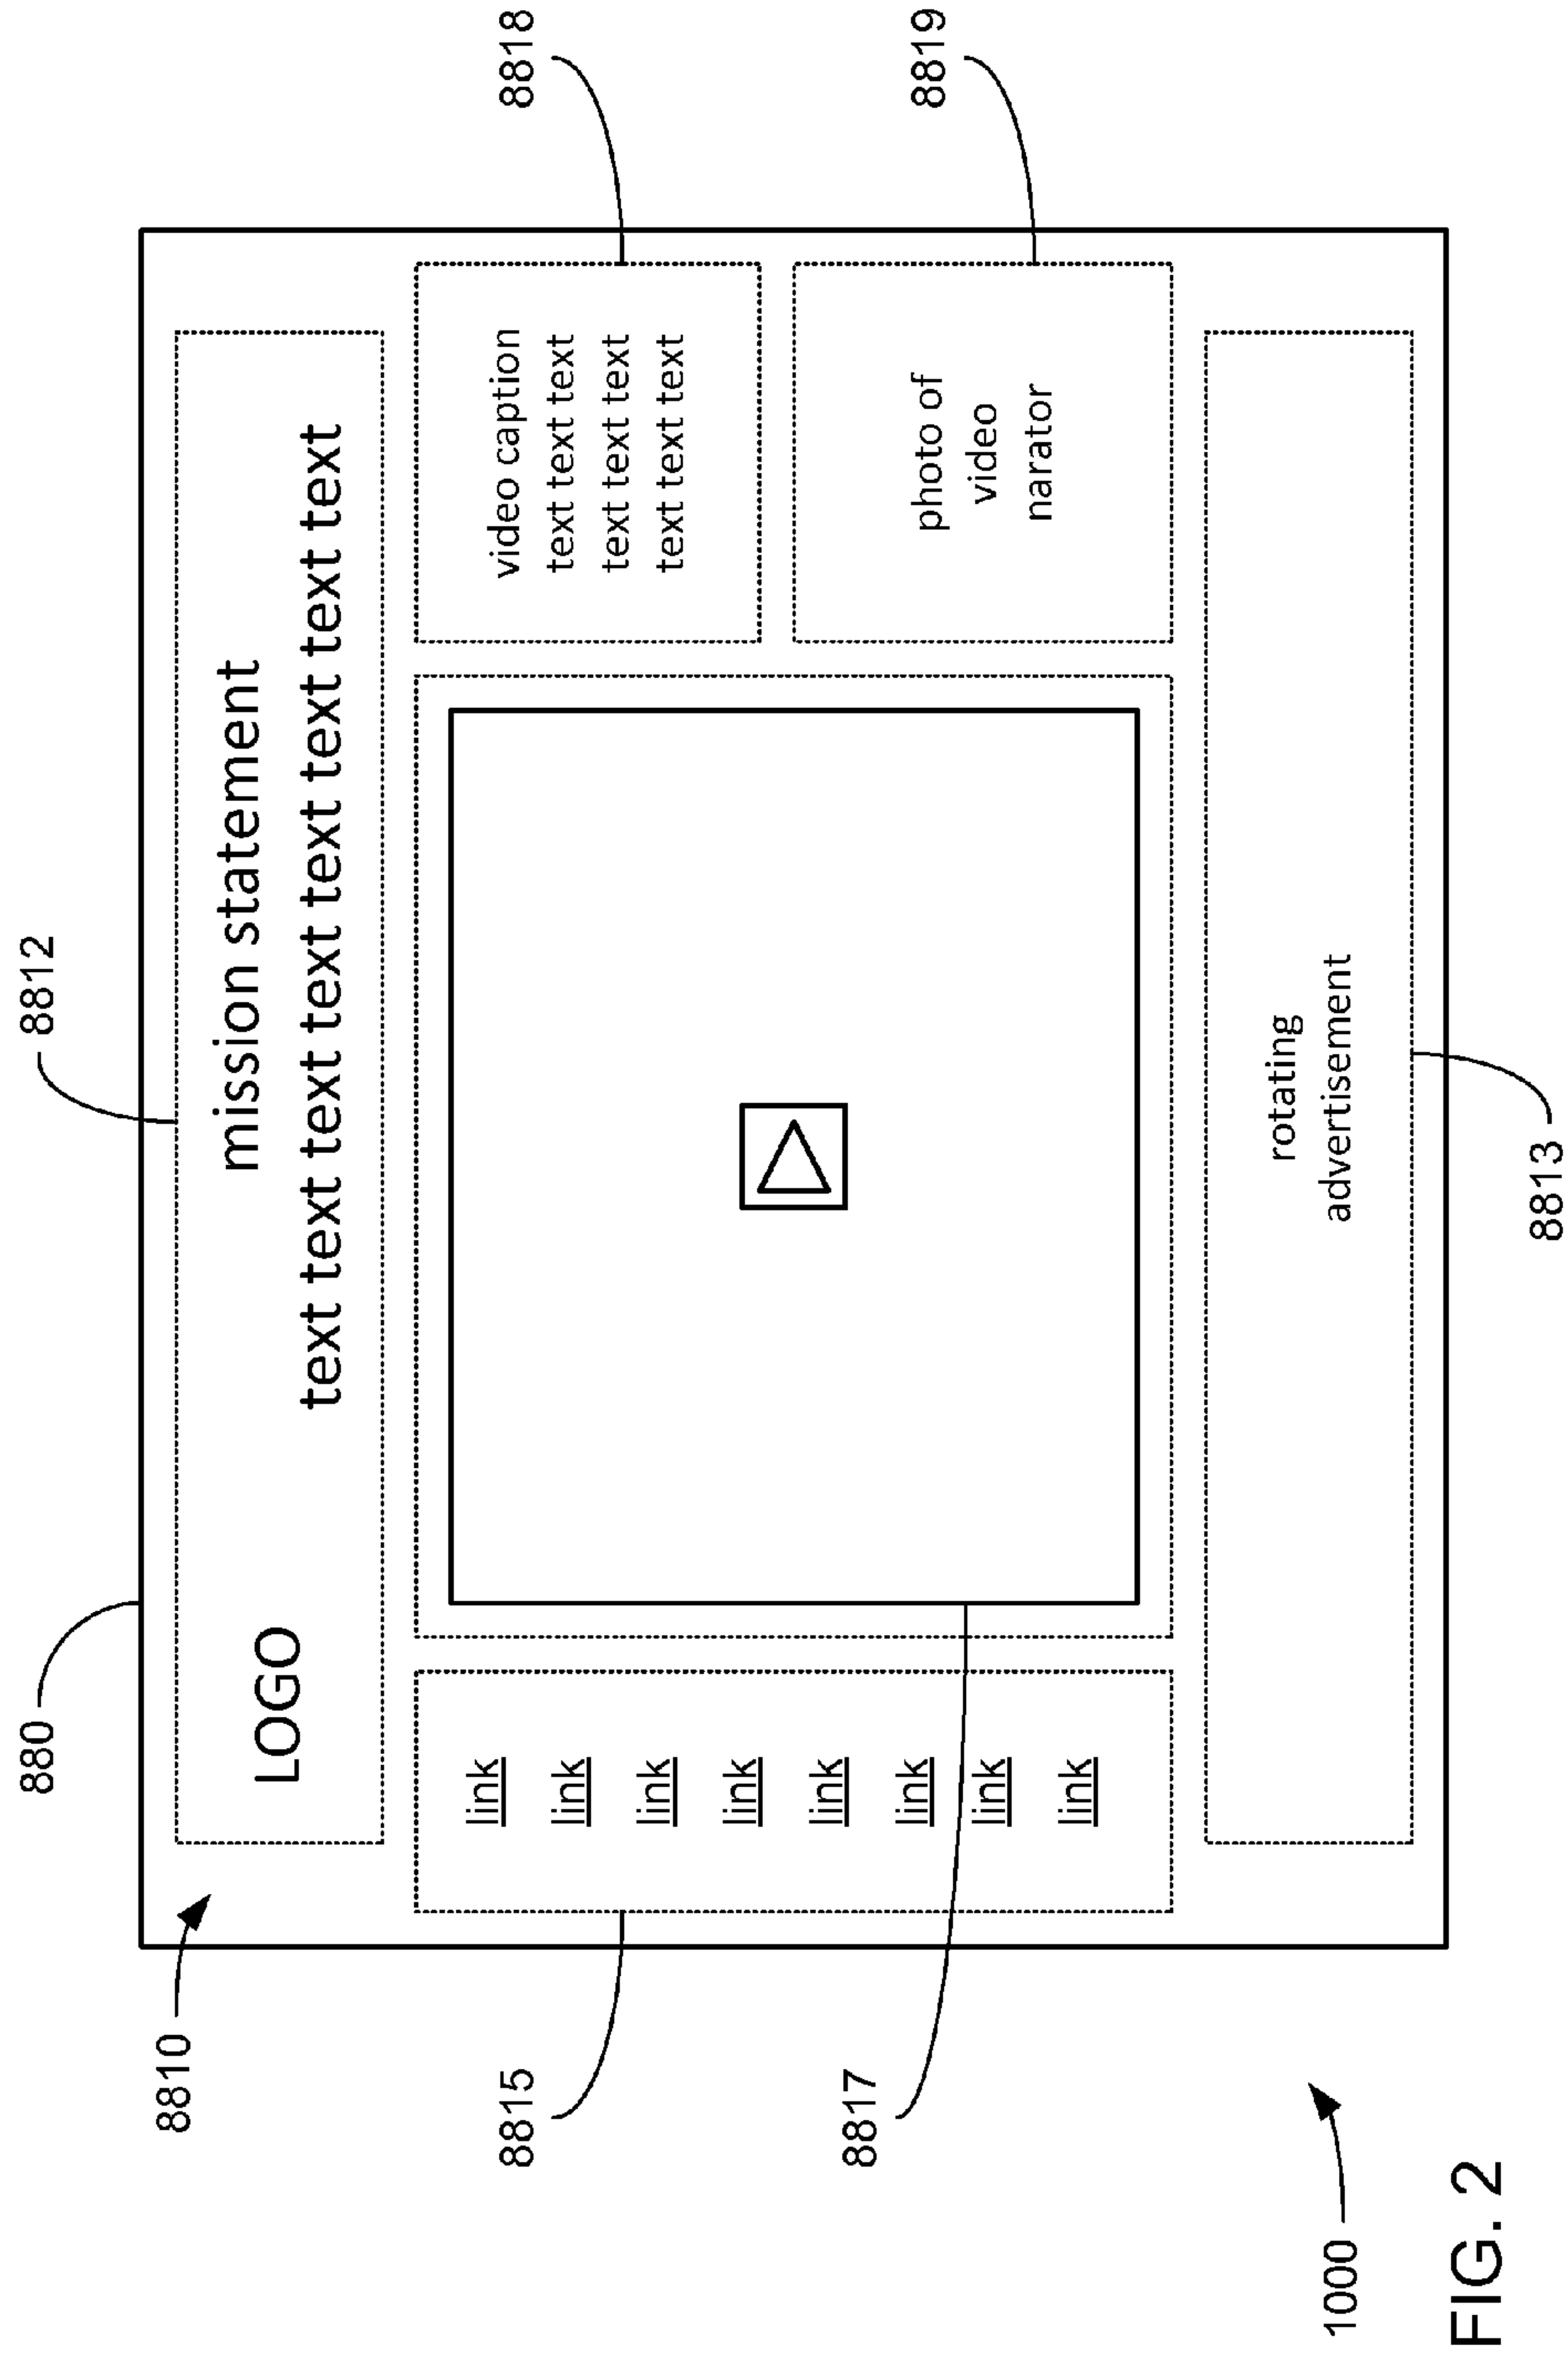 880
8812
8810
LOGO
mission statement
text text text text text text text text text
8815
link
link
link
link
link
link
link
link
8817
video caption
text text text
text text text
text text text
8818
photo of
video
narator
8819
rotating
advertisement
8813
1000
FIG. 2